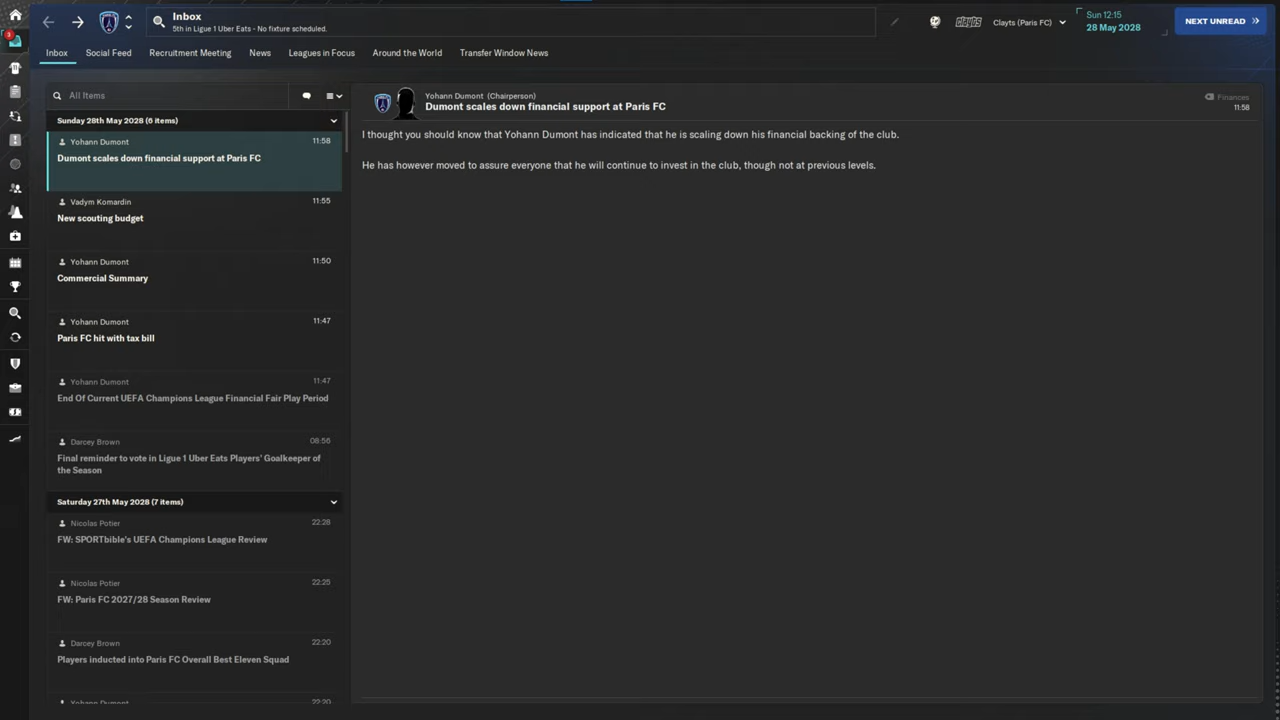 Inbox
5th in Ligue 1 Uber Eats - No fixture scheduled.
Clayts (Paris FC)
Sun 12:15
28 May 2028
NEXT UNREAD
3
Inbox
Social Feed
Recruitment Meeting
News
Leagues in Focus
Around the World
Transfer Window News
All Items
Sunday 28th May 2028 (6 items)
Yohann Dumont 11:58
Dumont scales down financial support at Paris FC
Vadym Komardin 11:55
New scouting budget
Yohann Dumont 11:50
Commercial Summary
Yohann Dumont 11:47
Paris FC hit with tax bill
Yohann Dumont 11:47
End Of Current UEFA Champions League Financial Fair Play Period
Darcey Brown 08:56
Final reminder to vote in Ligue 1 Uber Eats Players' Goalkeeper of
the Season
Saturday 27th May 2028 (7 items)
Nicolas Potier 22:28
FW: SPORTbible's UEFA Champions League Review
Nicolas Potier 22:25
FW: Paris FC 2027/28 Season Review
Darcey Brown 22:20
Players inducted into Paris FC Overall Best Eleven Squad
Yohann Dumont 22:20
Yohann Dumont (Chairperson)
Dumont scales down financial support at Paris FC
Finances
11:58
I thought you should know that Yohann Dumont has indicated that he is scaling down his financial backing of the club.
He has however moved to assure everyone that he will continue to invest in the club, though not at previous levels.